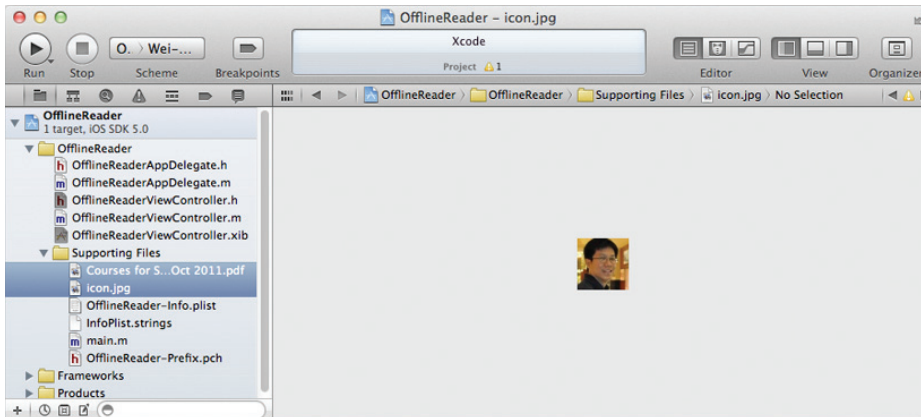 OfflineReader – icon.jpg
O. 〉 Wei-...
Xcode
Project 1
Run Stop Scheme Breakpoints Editor View Organizer
OfflineReader 〉 OfflineReader 〉 Supporting Files 〉 icon.jpg 〉 No Selection
OfflineReader
1 target, iOS SDK 5.0
OfflineReader
h OfflineReaderAppDelegate.h
m OfflineReaderAppDelegate.m
h OfflineReaderViewController.h
m OfflineReaderViewController.m
OfflineReaderViewController.xib
Supporting Files
Courses for S...Oct 2011.pdf
icon.jpg
OfflineReader-Info.plist
InfoPlist.strings
m main.m
h OfflineReader-Prefix.pch
Frameworks
Products